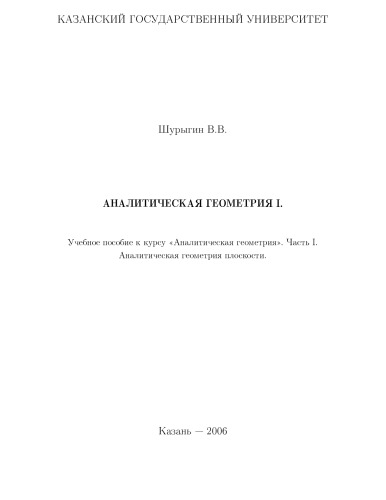 КАЗАНСКИЙ ГОСУДАРСТВЕННЫЙ УНИВЕРСИТЕТ
Шурыгин В.В.
АНАЛИТИЧЕСКАЯ ГЕОМЕТРИЯ I.
Учебное пособие к курсу «Аналитическая геометрия». Часть I.
Аналитическая геометрия плоскости.
Казань — 2006